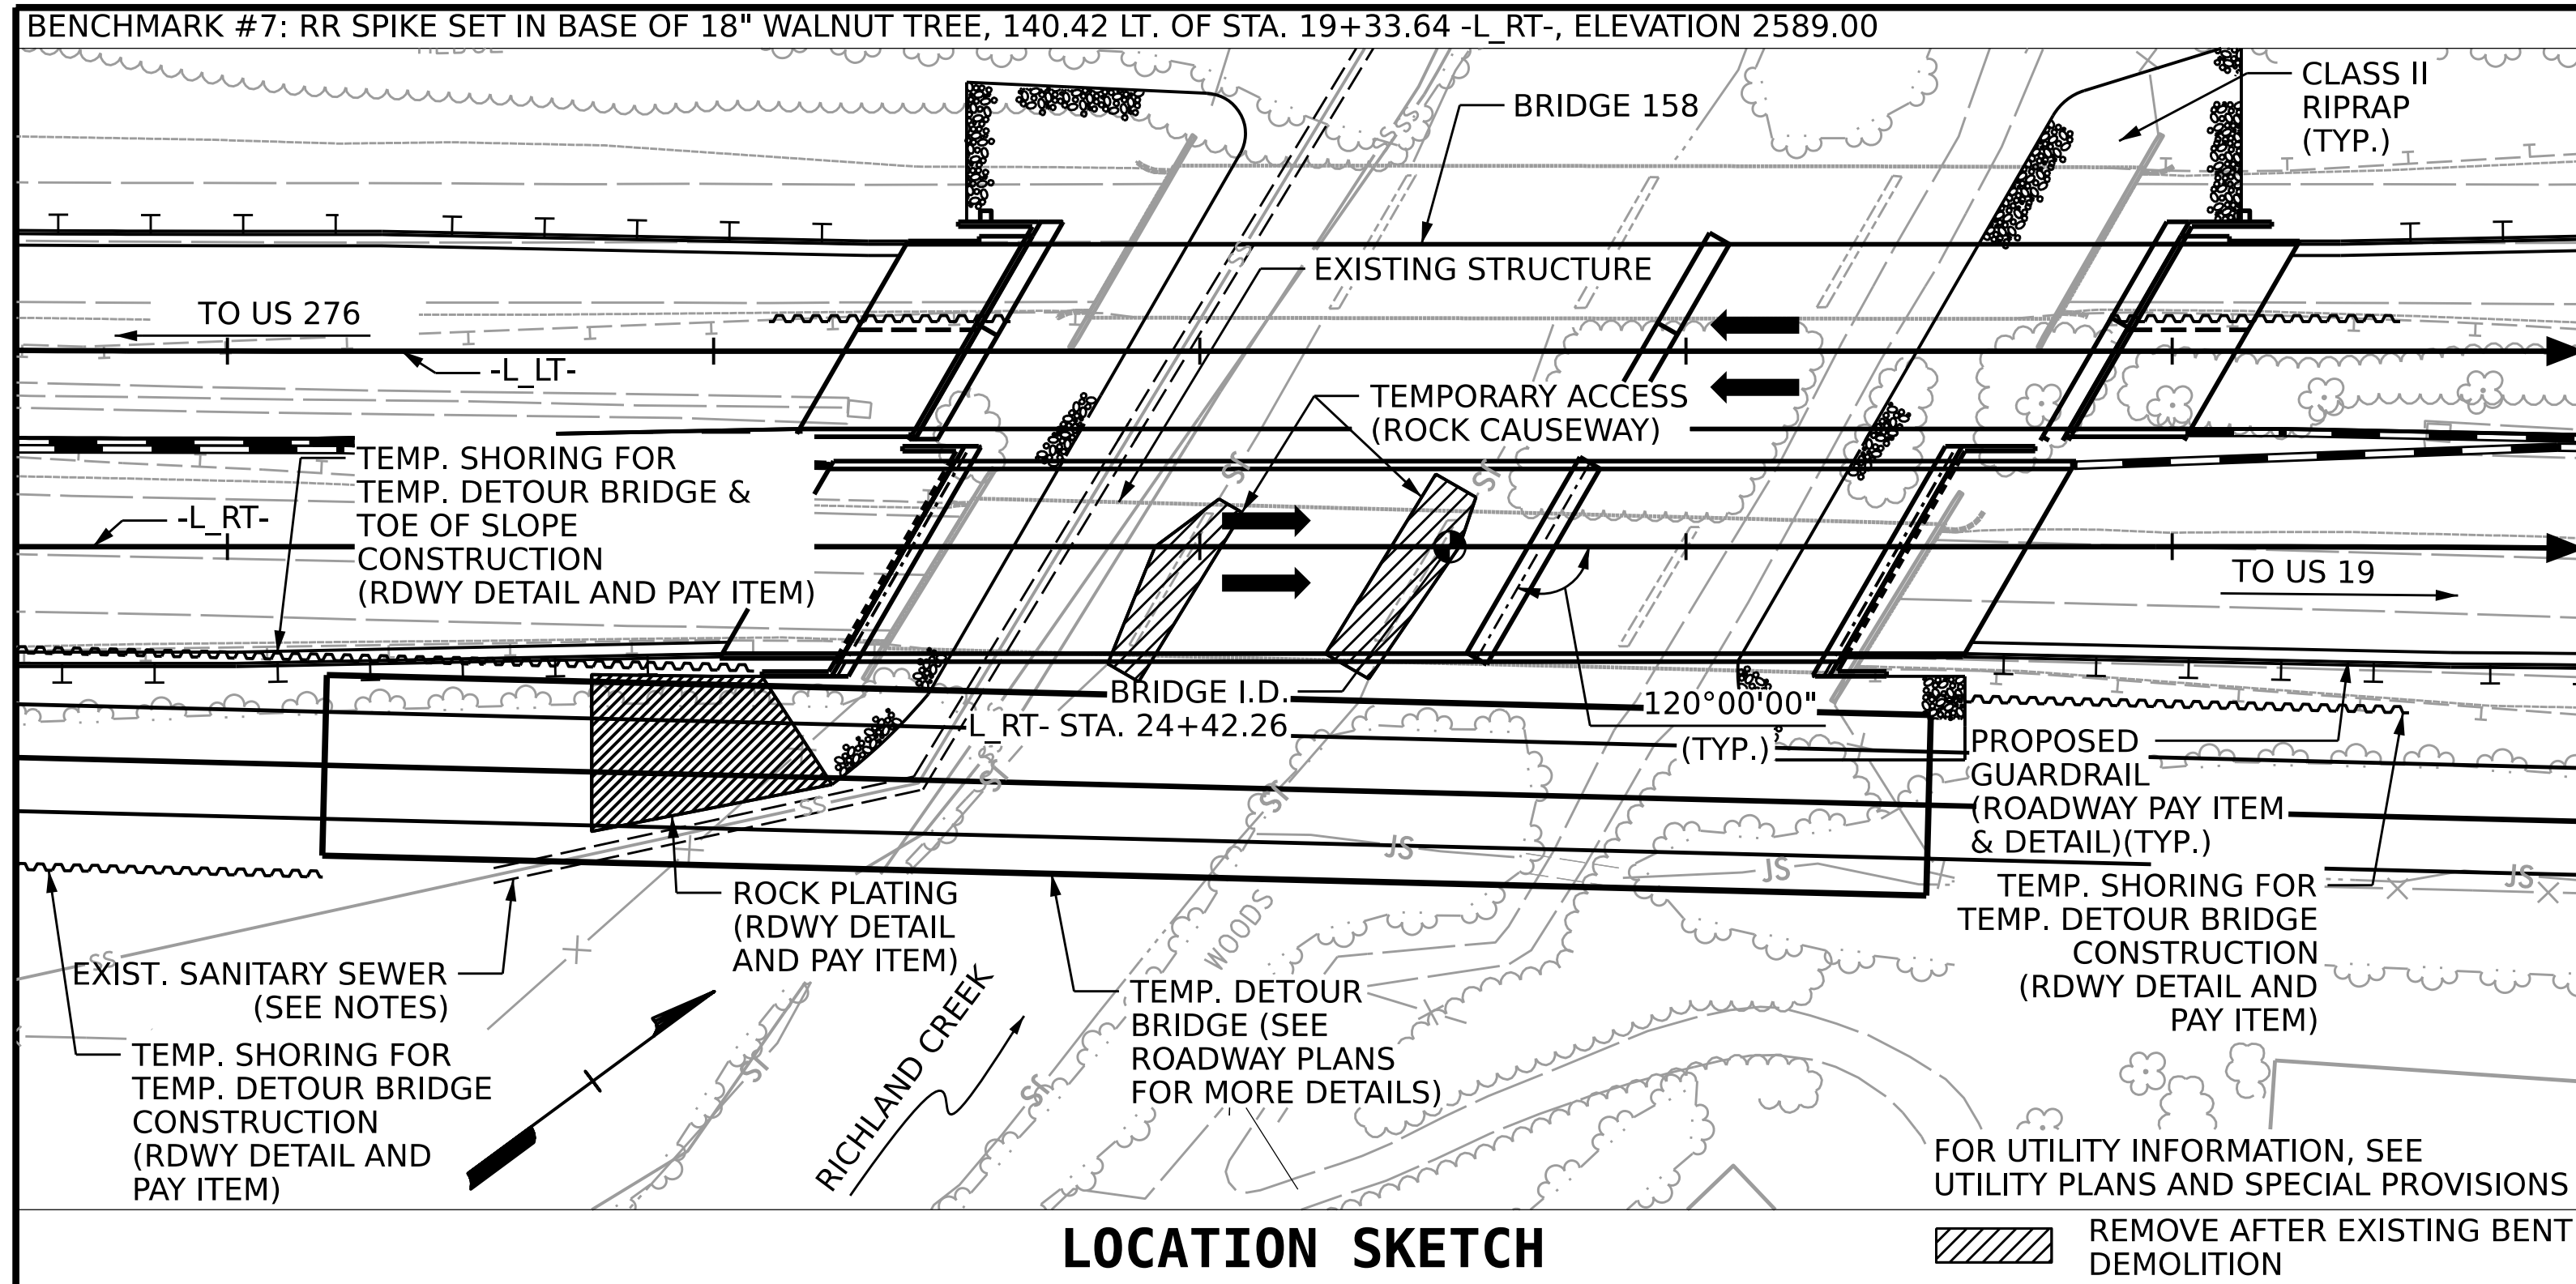 BENCHMARK #7: RR SPIKE SET IN BASE OF 18" WALNUT TREE, 140.42 LT. OF STA. 19+33.64 -L_RT-, ELEVATION 2589.00
CLASS II
RIPRAP
(TYP.)
BRIDGE 158
SS
EXISTING STRUCTURE
TO US 276
-L_LT-
TEMPORARY ACCESS
(ROCK CAUSEWAY)
TEMP. SHORING FOR
TEMP. DETOUR BRIDGE &
TOE OF SLOPE
CONSTRUCTION
(RDWY DETAIL AND PAY ITEM)
-L_RT-
TO US 19
BRIDGE I.D.
L_RT- STA. 24+42.26
120°00'00"
(TYP.)
PROPOSED
GUARDRAIL
(ROADWAY PAY ITEM
& DETAIL)(TYP.)
SS
JS
JS
JS
ROCK PLATING
(RDWY DETAIL
AND PAY ITEM)
TEMP. SHORING FOR
TEMP. DETOUR BRIDGE
CONSTRUCTION
(RDWY DETAIL AND
PAY ITEM)
WOODS
SS
EXIST. SANITARY SEWER
(SEE NOTES)
TEMP. DETOUR
BRIDGE (SEE
ROADWAY PLANS
FOR MORE DETAILS)
RICHLAND CREEK
TEMP. SHORING FOR
TEMP. DETOUR BRIDGE
CONSTRUCTION
(RDWY DETAIL AND
PAY ITEM)
FOR UTILITY INFORMATION, SEE
UTILITY PLANS AND SPECIAL PROVISIONS
LOCATION SKETCH
REMOVE AFTER EXISTING BENT
DEMOLITION